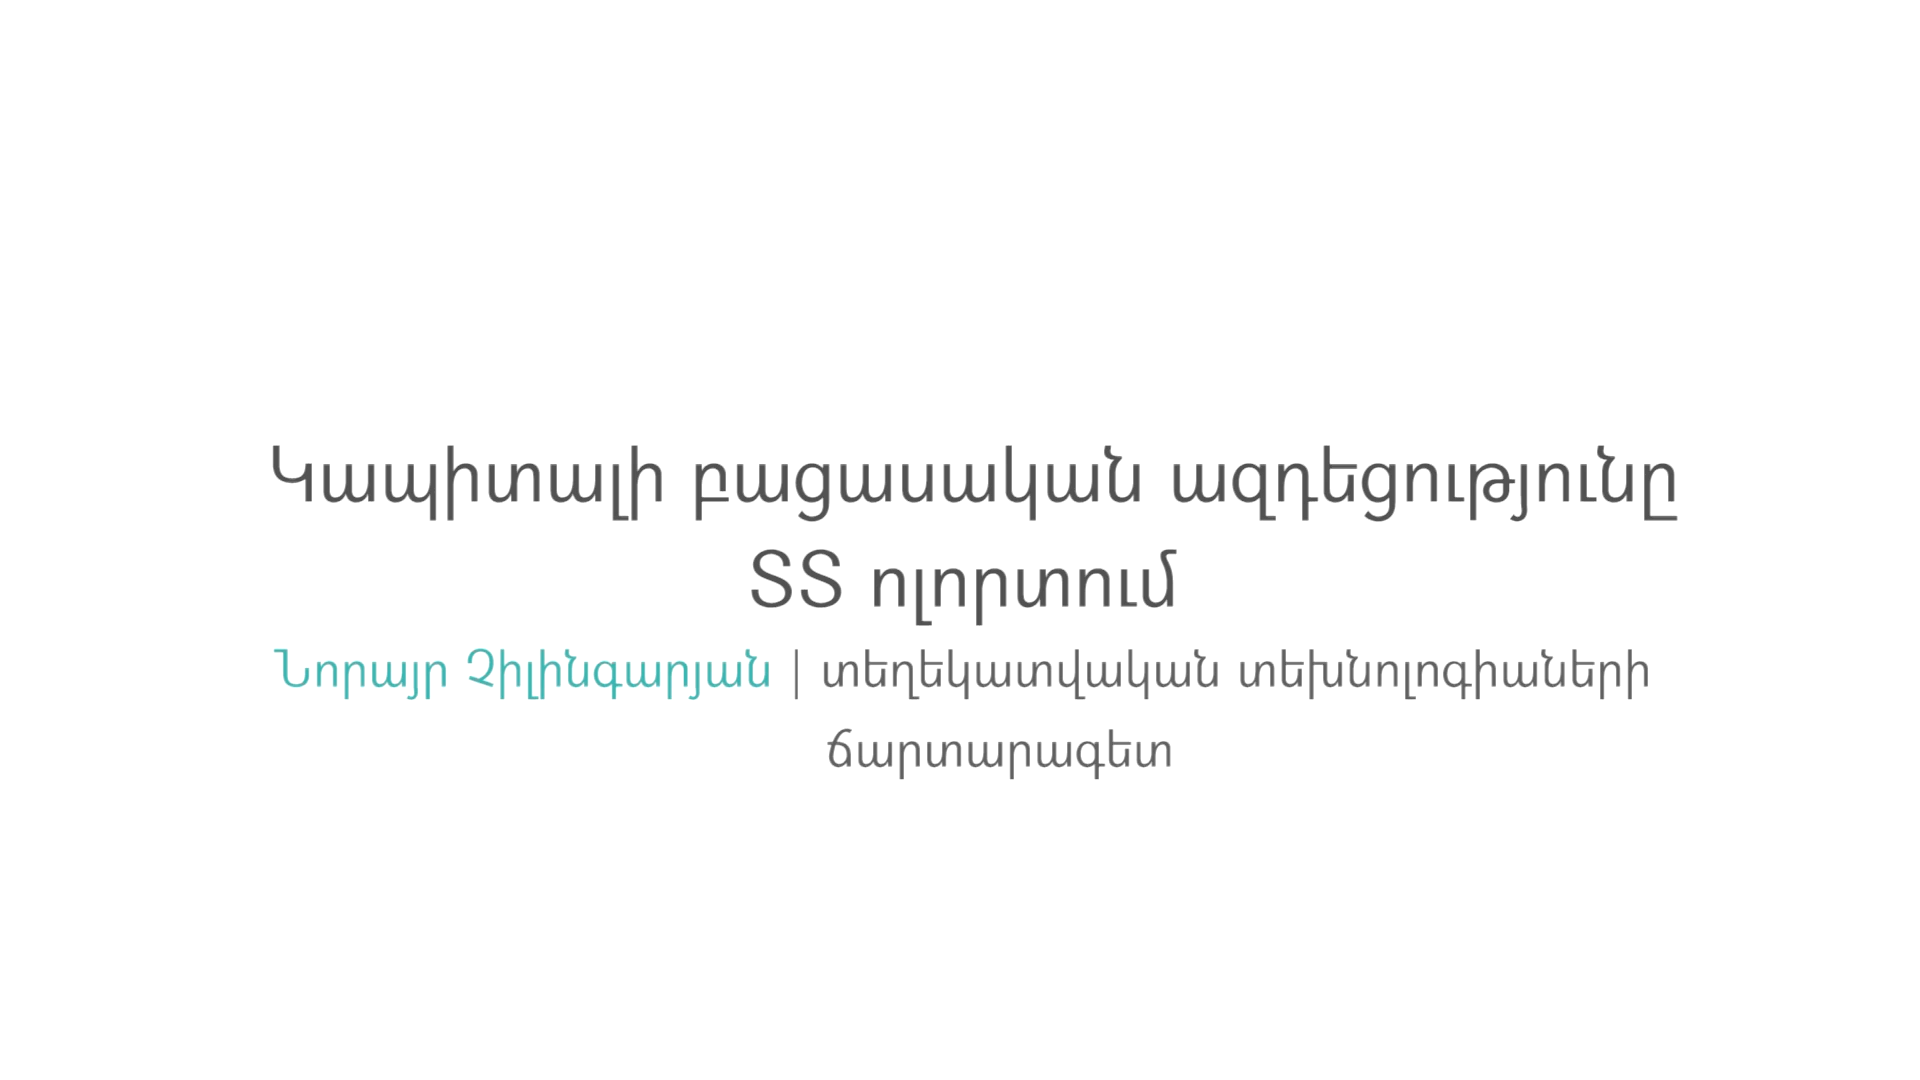 Կապիտալի բացասական ազդեցությունը
ՏՏ ոլորտում
Նորայր Չիլինգարյան | տեղեկատվական տեխնոլոգիաների
ճարտարագետ